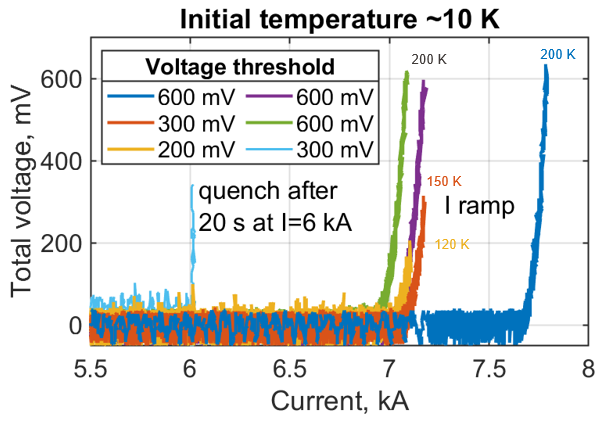 Initial temperature ~10 K
Total voltage, mV
600
400
200
0
Voltage threshold
600 mV
600 mV
300 mV
600 mV
200 mV
300 mV
quench after
20 s at I=6 kA
200 K
200 K
150 K
I ramp
120 K
5.5
6
6.5
7
7.5
8
Current, kA